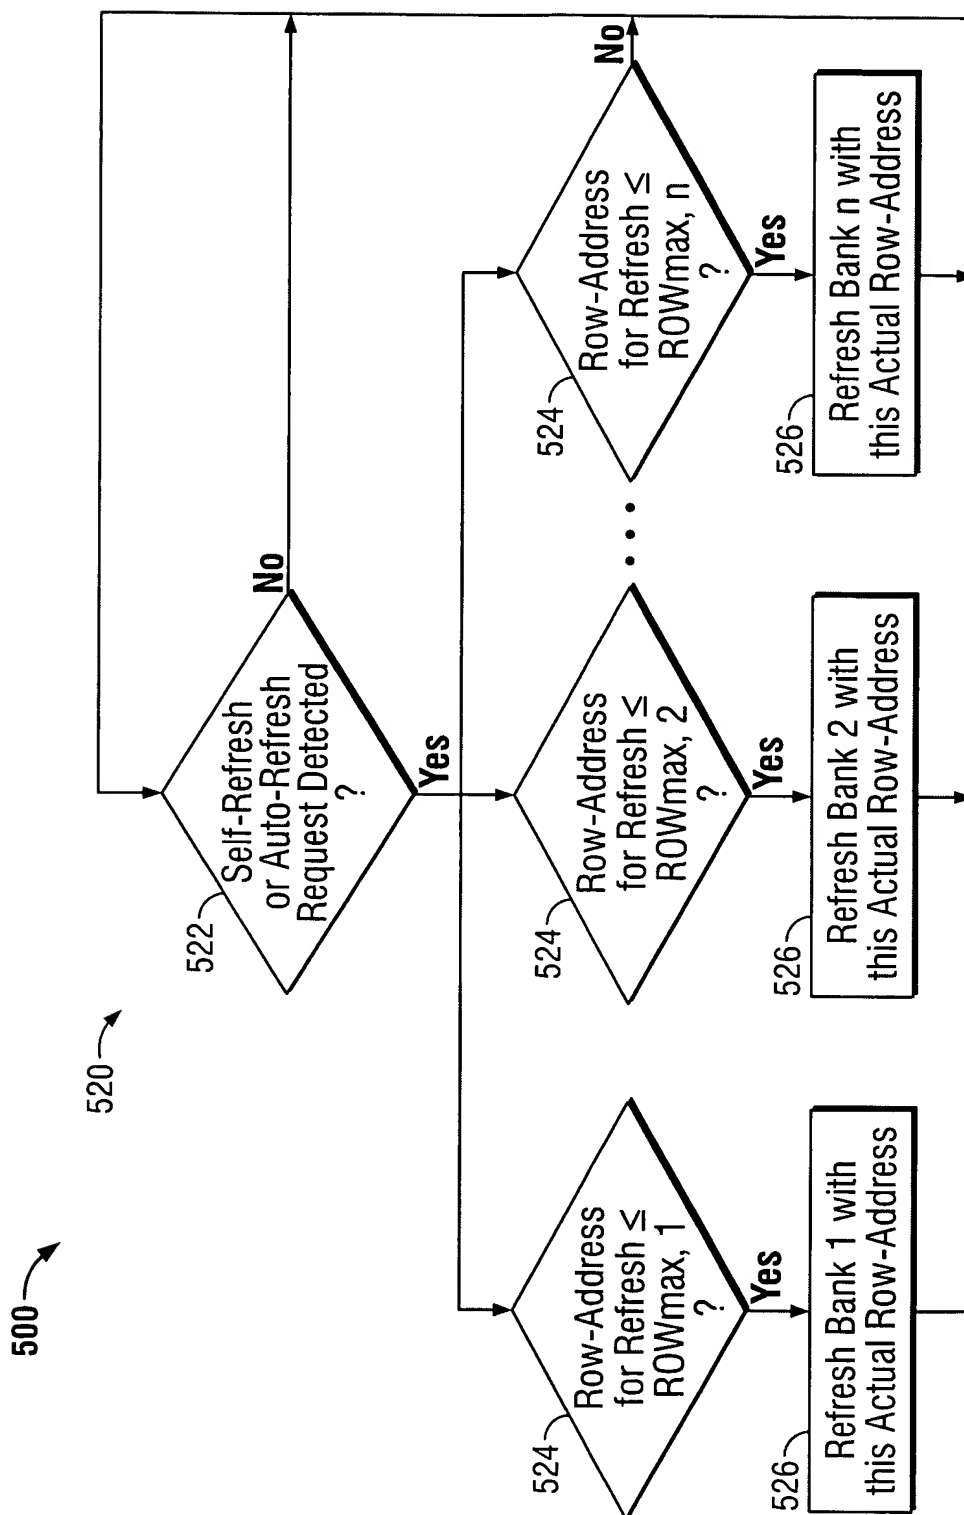 500
520
522
Self-Refresh
or Auto-Refresh
Request Detected
?
No
Yes
524
Row-Address
for Refresh ≤
ROWmax, 1
?
Yes
524
Row-Address
for Refresh ≤
ROWmax, 2
?
Yes
• • •
524
Row-Address
for Refresh ≤
ROWmax, n
?
No
Yes
526
Refresh Bank 1 with
this Actual Row-Address
526
Refresh Bank 2 with
this Actual Row-Address
526
Refresh Bank n with
this Actual Row-Address